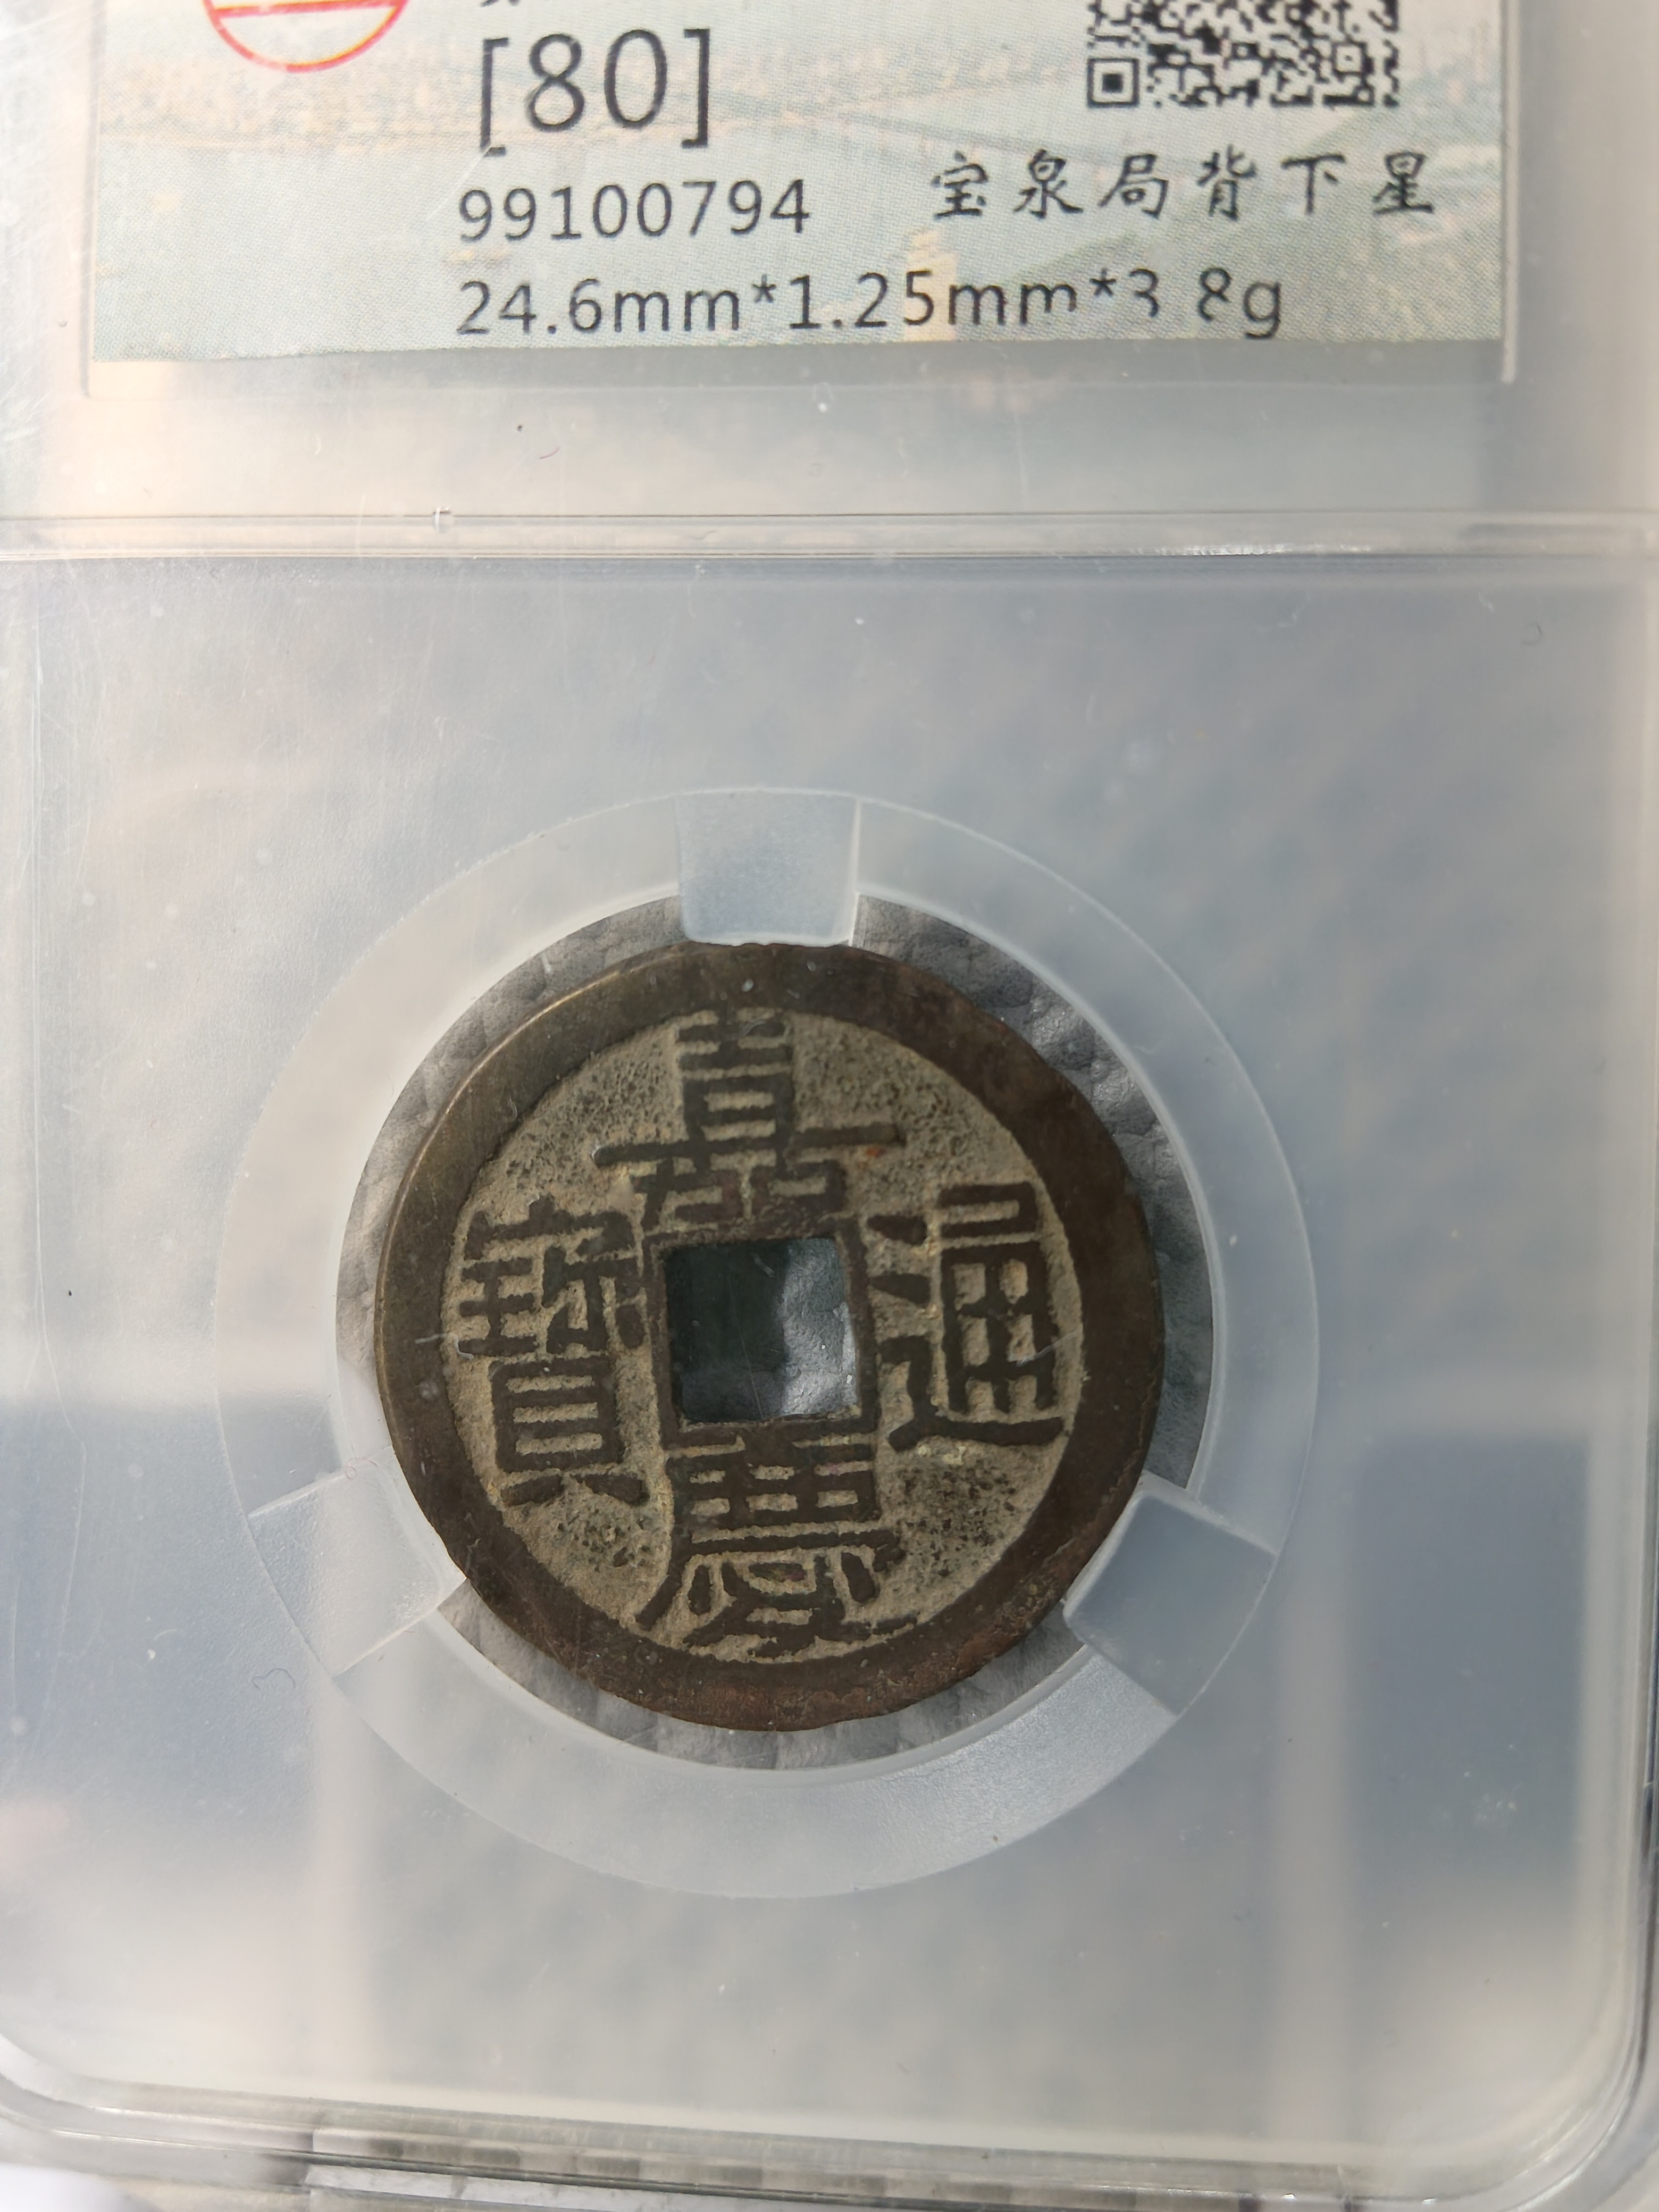 [80]
99100794
宝泉局背下星
24.6mm*1.25mm*3.8g
嘉
寶 通
慶